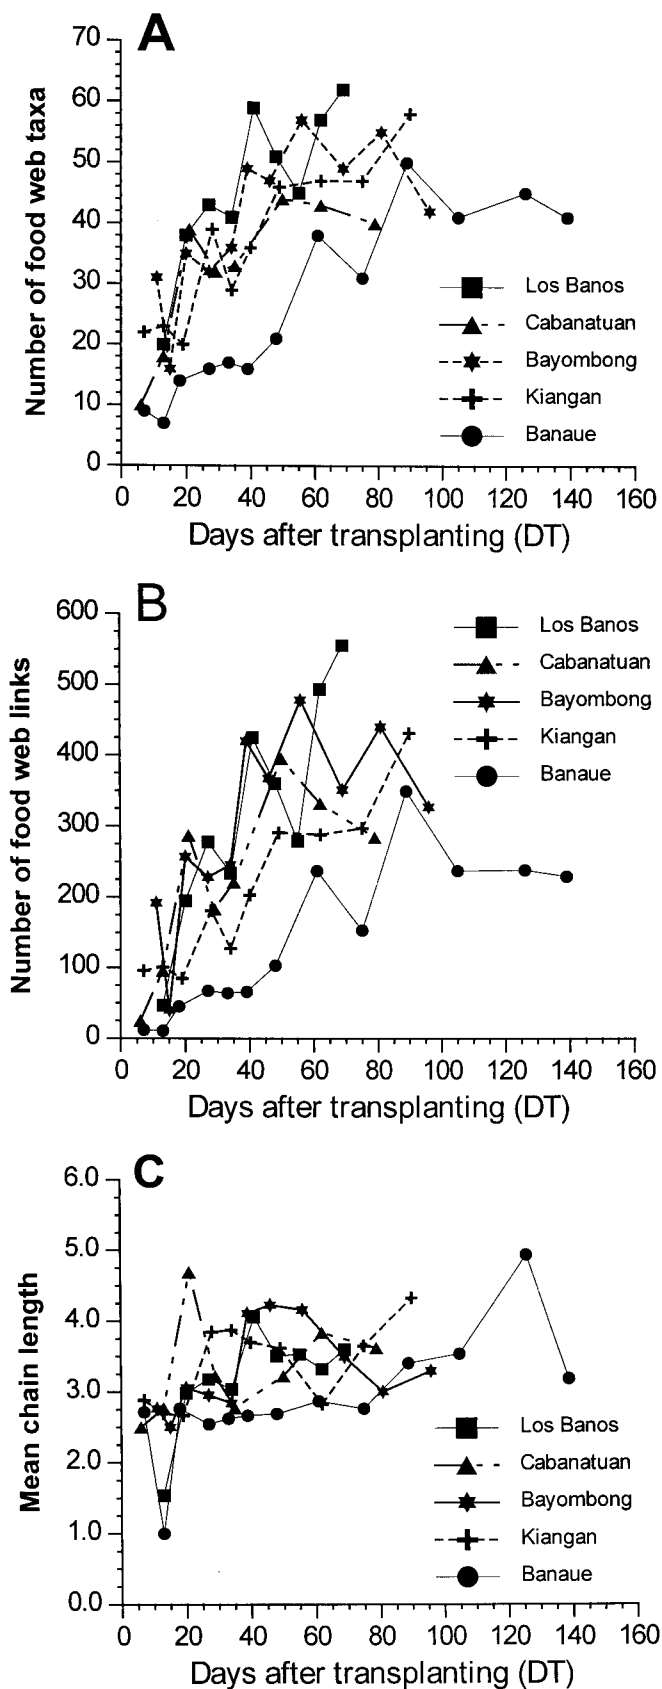 A
Number of food web taxa
70
60
50
40
30
20
10
0
0 20 40 60 80 100 120 140 160
Days after transplanting (DT)
Los Banos
Cabanatuan
Bayombong
Kiangan
Banaue
B
Number of food web links
600
500
400
300
200
100
0
0 20 40 60 80 100 120 140 160
Days after transplanting (DT)
Los Banos
Cabanatuan
Bayombong
Kiangan
Banaue
C
Mean chain length
6.0
5.0
4.0
3.0
2.0
1.0
0.0
0 20 40 60 80 100 120 140 160
Days after transplanting (DT)
Los Banos
Cabanatuan
Bayombong
Kiangan
Banaue